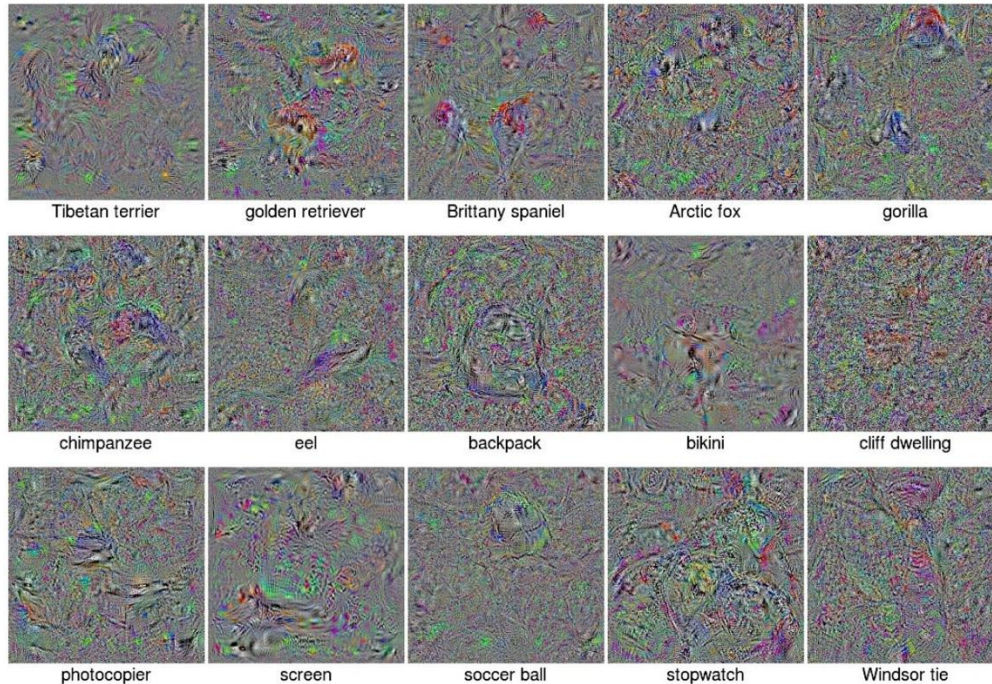 Tibetan terrier golden retriever Brittany spaniel Arctic fox gorilla
chimpanzee eel backpack bikini cliff dwelling
photocopier screen soccer ball stopwatch Windsor tie